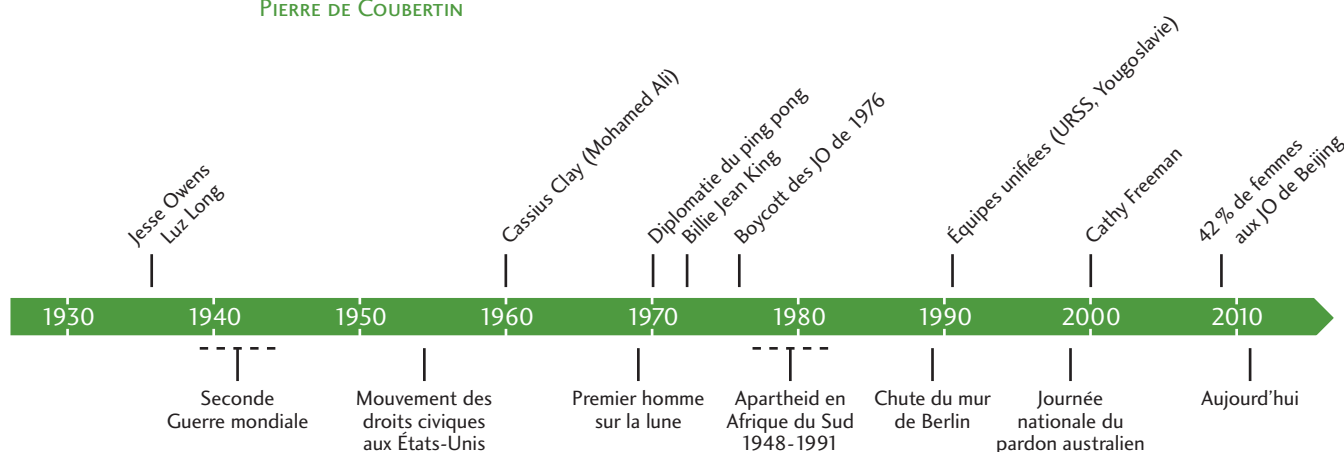 PIERRE DE COUBERTIN
Jesse Owens
Luz Long
Cassius Clay (Mohamed Ali)
Diplomatie du ping pong
Billie Jean King
Boycott des JO de 1976
Équipes unifiées (URSS, Yougoslavie)
Cathy Freeman
42 % de femmes
aux JO de Beijing
1930 1940 1950 1960 1970 1980 1990 2000 2010
Seconde
Guerre mondiale
Mouvement des
droits civiques
aux États-Unis
Premier homme
sur la lune
Apartheid en
Afrique du Sud
1948-1991
Chute du mur
de Berlin
Journée
nationale du
pardon australien
Aujourd'hui